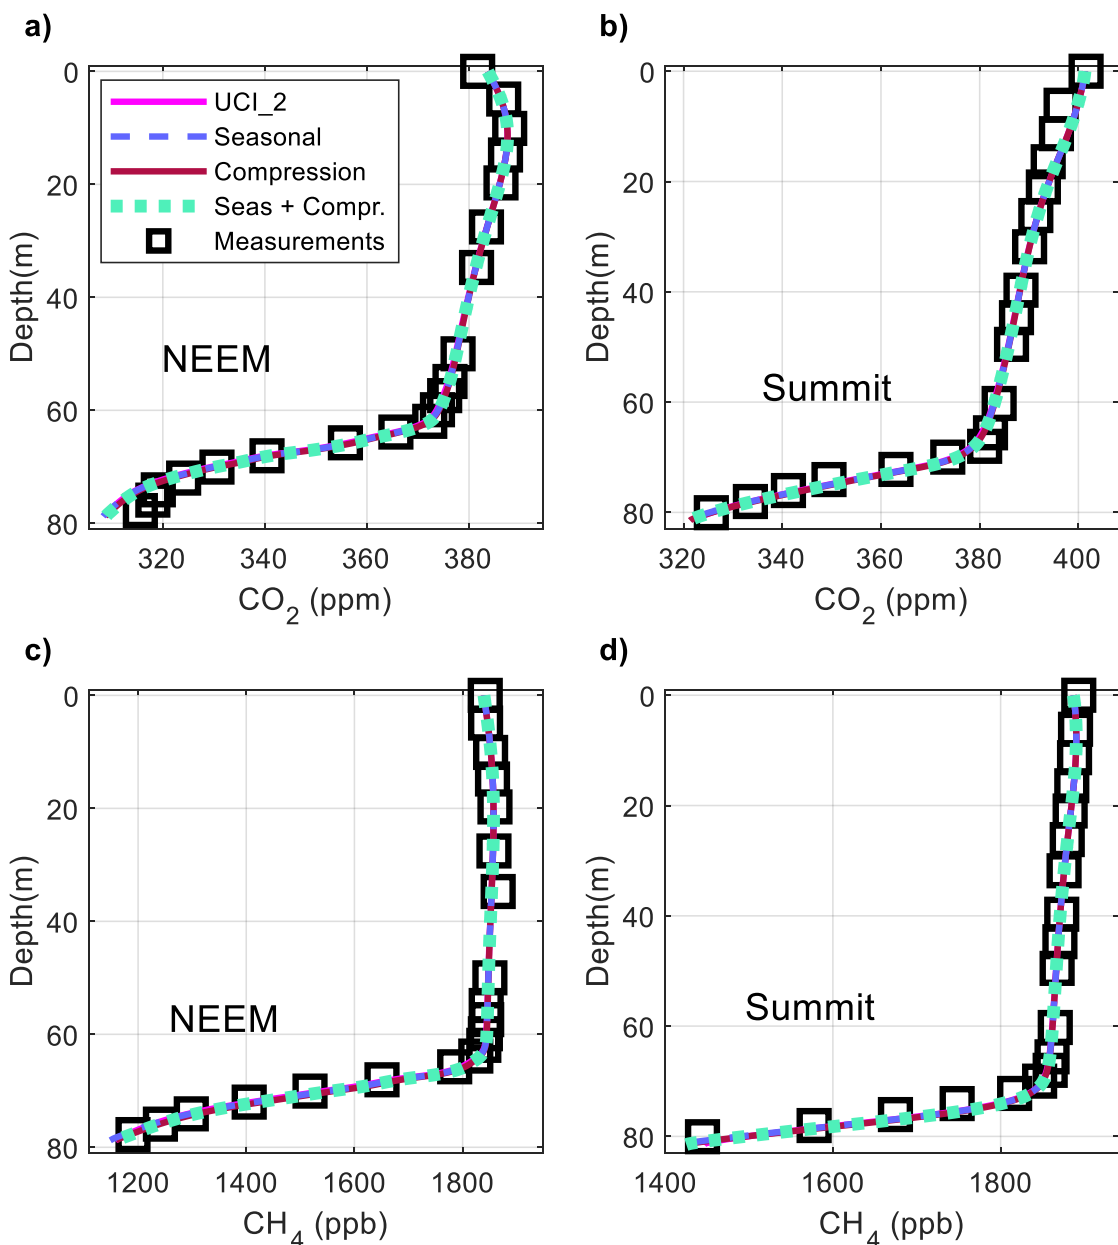 a)
0
20
40
60
80
Depth(m)
UCI_2
Seasonal
Compression
Seas + Compr.
Measurements
NEEM
320
340
360
380
CO2 (ppm)
b)
0
20
40
60
80
Depth(m)
Summit
320
340
360
380
400
CO2 (ppm)
c)
0
20
40
60
80
Depth(m)
NEEM
1200
1400
1600
1800
CH4 (ppb)
d)
0
20
40
60
80
Depth(m)
Summit
1400
1600
1800
CH4 (ppb)